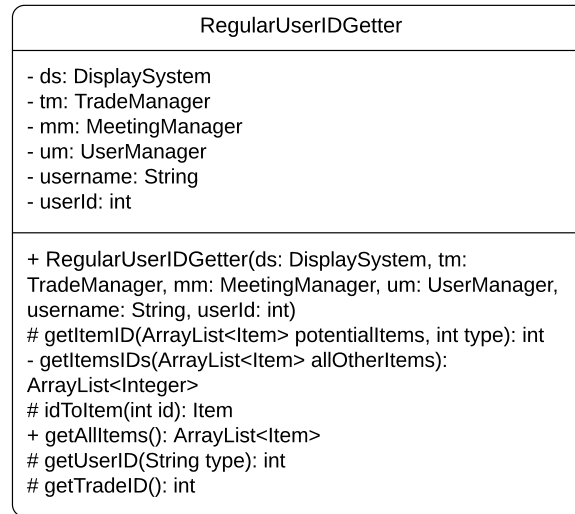 RegularUserIDGetter
- ds: DisplaySystem
- tm: TradeManager
- mm: MeetingManager
- um: UserManager
- username: String
- userId: int
+ RegularUserIDGetter(ds: DisplaySystem, tm:
TradeManager, mm: MeetingManager, um: UserManager,
username: String, userId: int)
# getItemID(ArrayList<Item> potentialItems, int type): int
- getItemsIDs(ArrayList<Item> allOtherItems):
ArrayList<Integer>
# idToItem(int id): Item
+ getAllItems(): ArrayList<Item>
# getUserID(String type): int
# getTradeID(): int